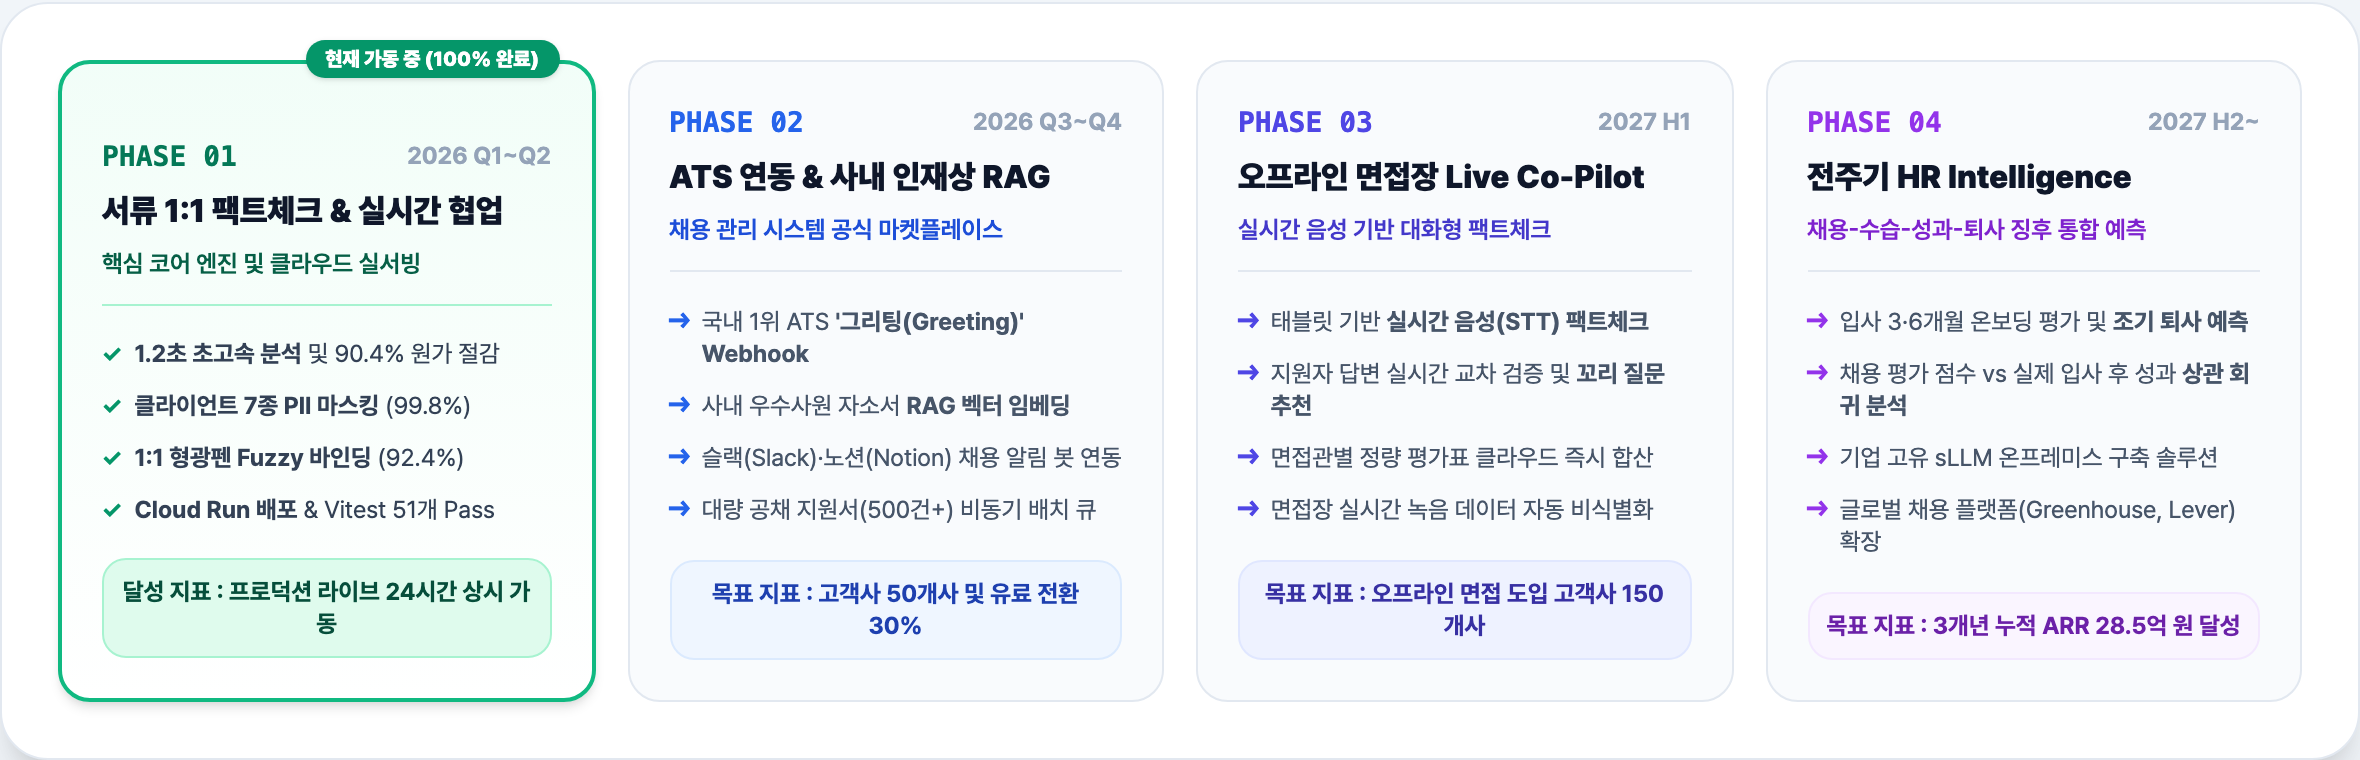 현재 가동 중 (100% 완료)
PHASE 01
2026 Q1~Q2
서류 1:1 팩트체크 & 실시간 협업
핵심 코어 엔진 및 클라우드 실서빙
1.2초 초고속 분석 및 90.4% 원가 절감
클라이언트 7종 PII 마스킹 (99.8%)
1:1 형광펜 Fuzzy 바인딩 (92.4%)
Cloud Run 배포 & Vitest 51개 Pass
달성 지표 : 프로덕션 라이브 24시간 상시 가
동
PHASE 02
2026 Q3~Q4
ATS 연동 & 사내 인재상 RAG
채용 관리 시스템 공식 마켓플레이스
국내 1위 ATS '그리팅(Greeting)'
Webhook
사내 우수사원 자소서 RAG 벡터 임베딩
슬랙(Slack)·노션(Notion) 채용 알림 봇 연동
대량 공채 지원서(500건+) 비동기 배치 큐
목표 지표 : 고객사 50개사 및 유료 전환
30%
PHASE 03
2027 H1
오프라인 면접장 Live Co-Pilot
실시간 음성 기반 대화형 팩트체크
태블릿 기반 실시간 음성(STT) 팩트체크
지원자 답변 실시간 교차 검증 및 꼬리 질문
추천
면접관별 정량 평가표 클라우드 즉시 합산
면접장 실시간 녹음 데이터 자동 비식별화
목표 지표 : 오프라인 면접 도입 고객사 150
개사
PHASE 04
2027 H2~
전주기 HR Intelligence
채용-수습-성과-퇴사 징후 통합 예측
입사 3·6개월 온보딩 평가 및 조기 퇴사 예측
채용 평가 점수 vs 실제 입사 후 성과 상관 회
귀 분석
기업 고유 sLLM 온프레미스 구축 솔루션
글로벌 채용 플랫폼(Greenhouse, Lever)
확장
목표 지표 : 3개년 누적 ARR 28.5억 원 달성